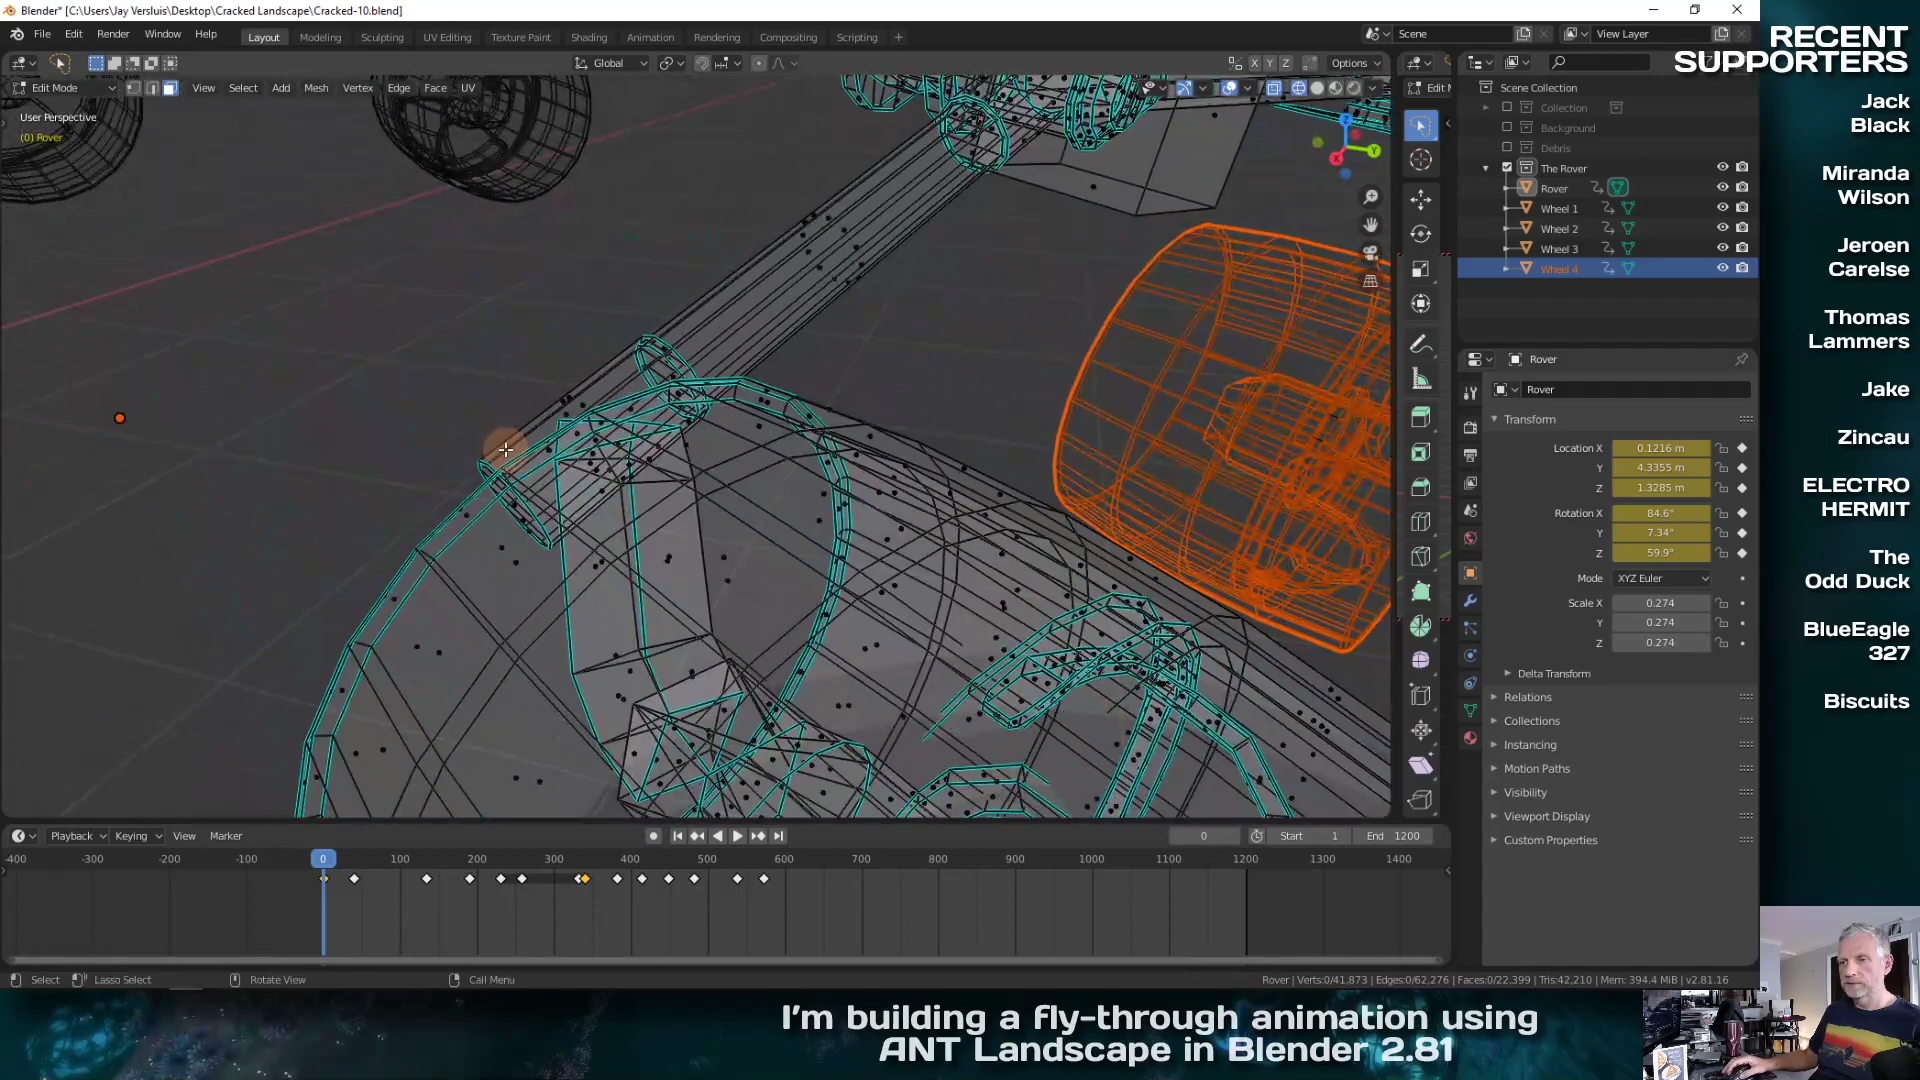 Blender* [C:\Users\Jay Versluis\Desktop\Cracked Landscape\Cracked-10.blend]
File Edit Render Window Help
Layout Modeling Sculpting UV Editing Texture Paint Shading Animation Rendering Compositing Scripting +
Scene
View Layer
Global
X Y Z
Options
Edit Mode
View Select Add Mesh Vertex Edge Face UV
Edit M
User Perspective
(0) Rover
Z
Y
X
Scene Collection
Collection
Background
Debris
The Rover
Rover
Wheel 1
Wheel 2
Wheel 3
Wheel 4
Rover
Rover
Transform
Location X 0.1216 m
Y 4.3355 m
Z 1.3285 m
Rotation X 84.6°
Y 7.34°
Z 59.9°
Mode XYZ Euler
Scale X 0.274
Y 0.274
Z 0.274
Delta Transform
Relations
Collections
Instancing
Motion Paths
Visibility
Viewport Display
Custom Properties
Playback Keying View Marker
0
Start 1
End 1200
-400 -300 -200 -100 0 100 200 300 400 500 600 700 800 900 1000 1100 1200 1300 1400
Select Lasso Select Rotate View Call Menu
Rover | Verts:0/41,873 | Edges:0/62,276 | Faces:0/22,399 | Tris:42,210 | Mem: 394.4 MiB | v2.81.16
RECENT
SUPPORTERS
Jack
Black
Miranda
Wilson
Jeroen
Carelse
Thomas
Lammers
Jake
Zincau
ELECTRO
HERMIT
The
Odd Duck
BlueEagle
327
Biscuits
I'm building a fly-through animation using
ANT Landscape in Blender 2.81